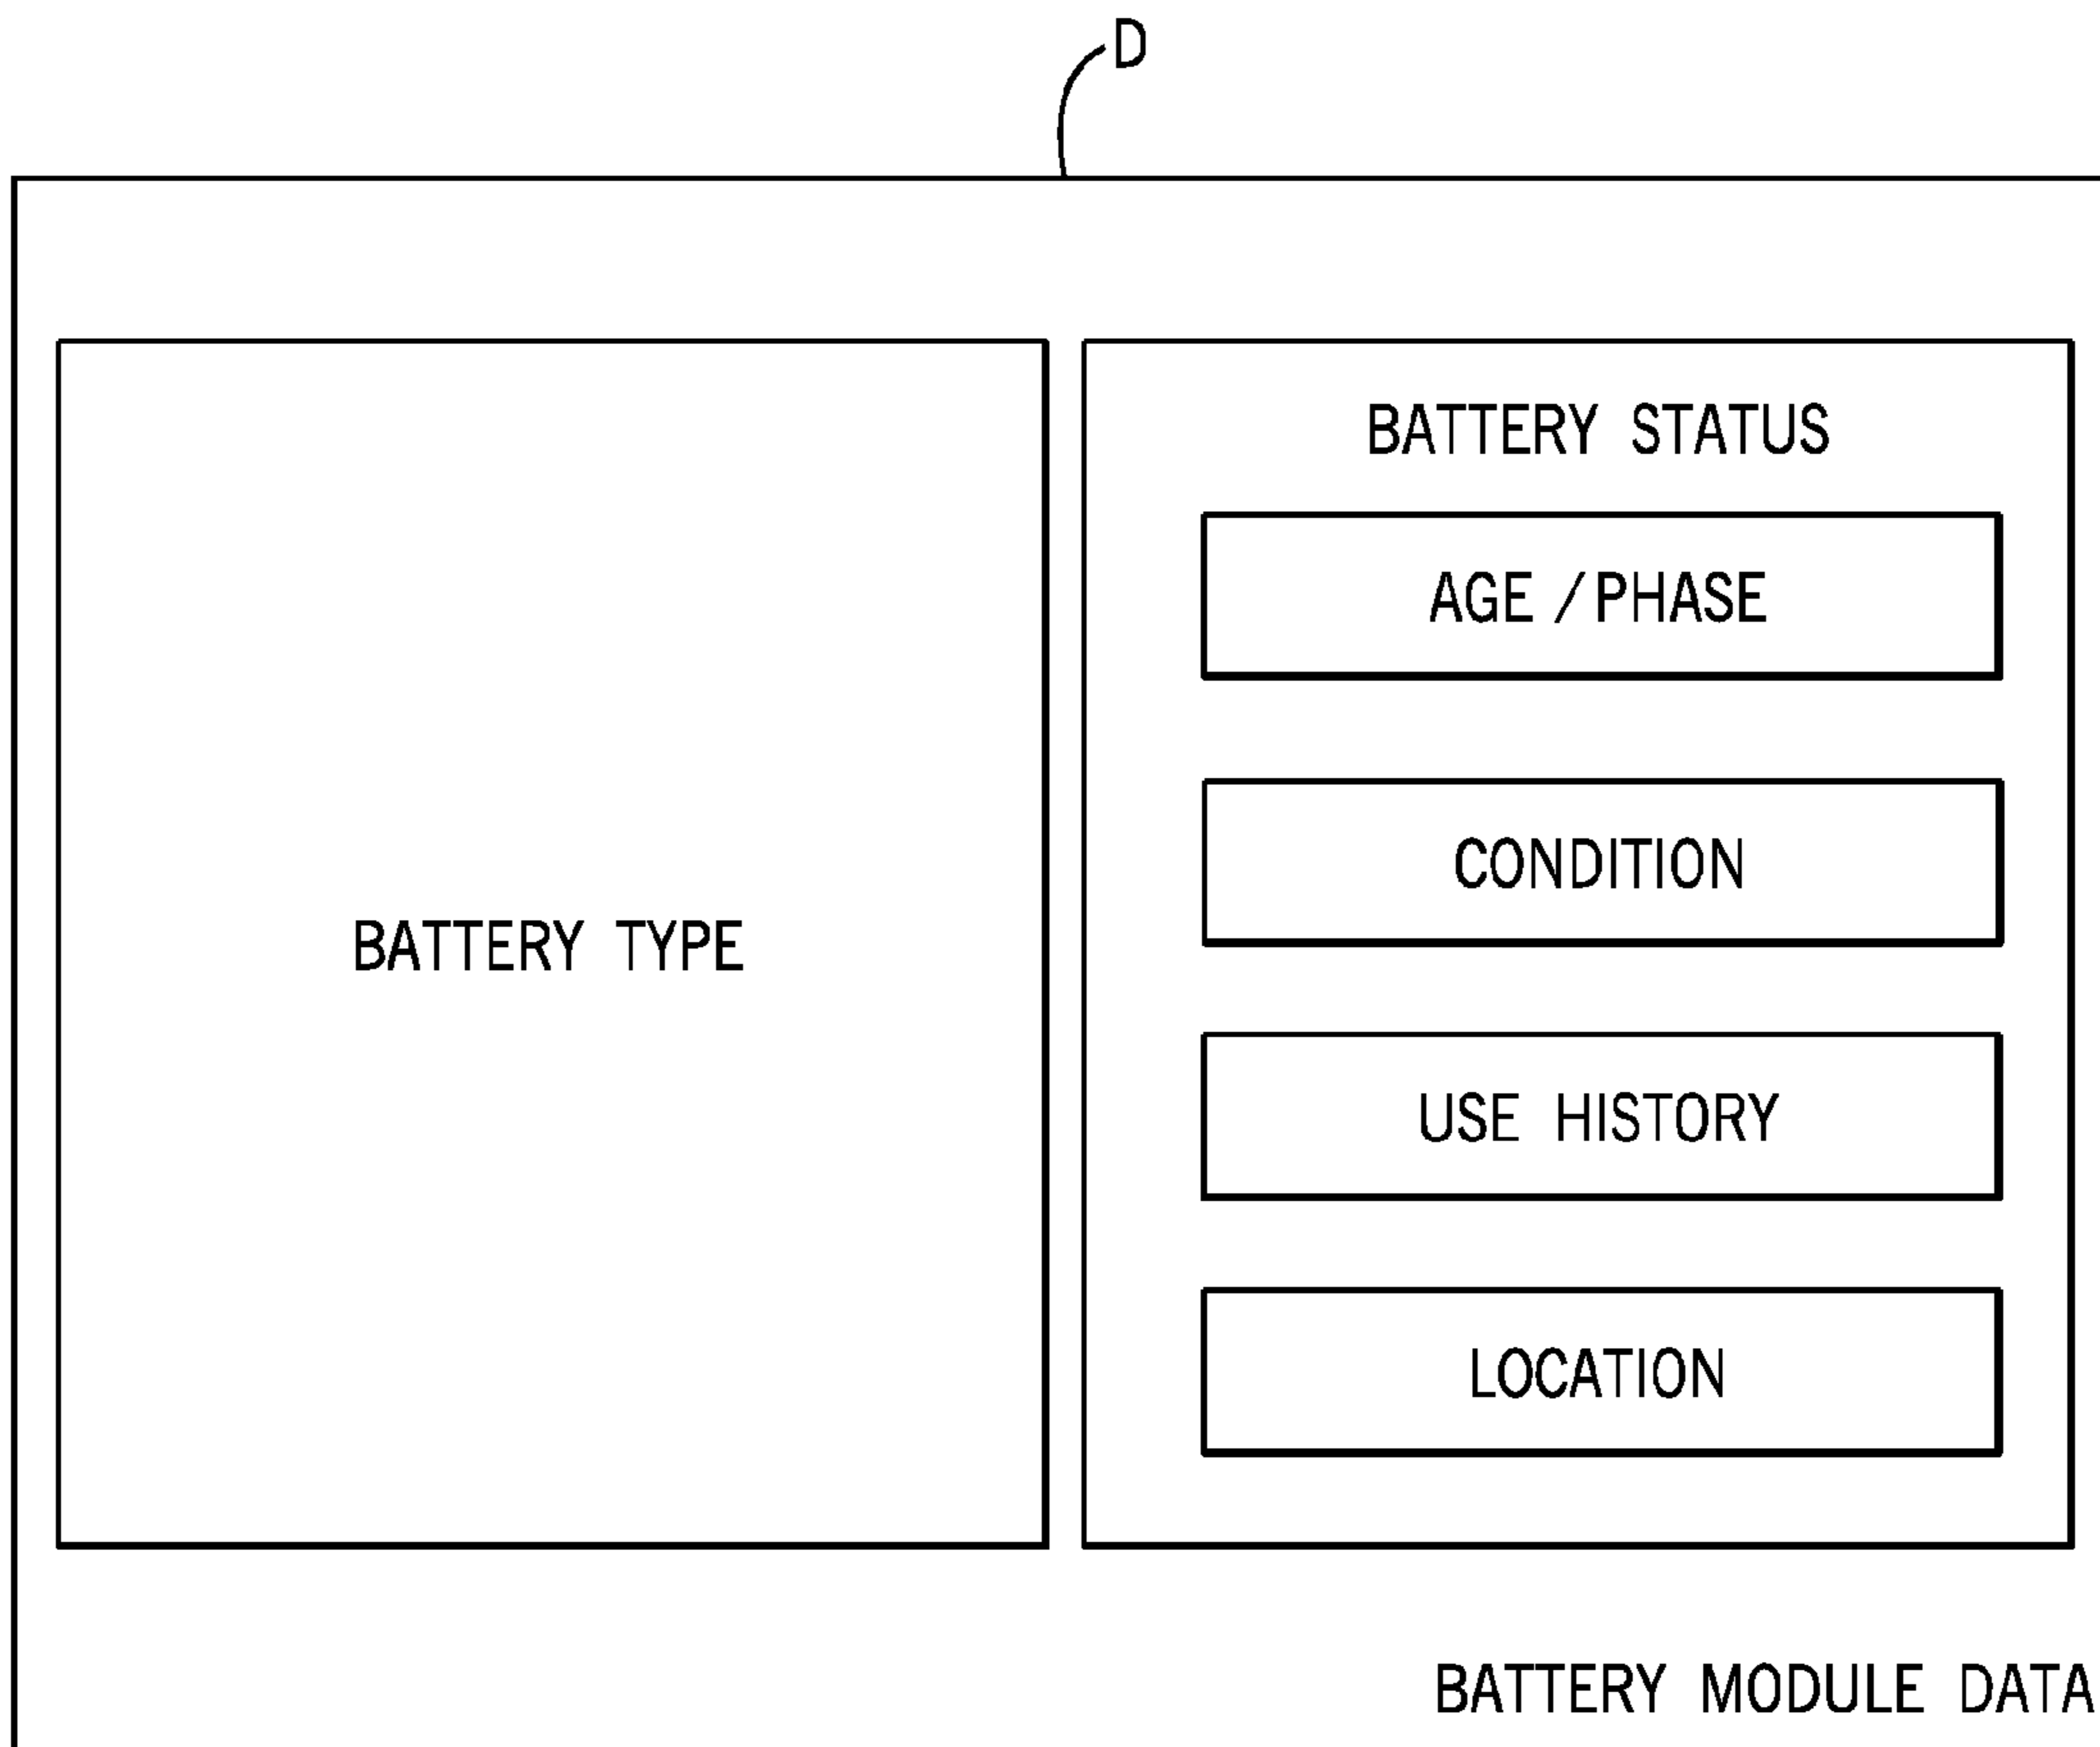 D
BATTERY TYPE
BATTERY STATUS
AGE / PHASE
CONDITION
USE HISTORY
LOCATION
BATTERY MODULE DATA